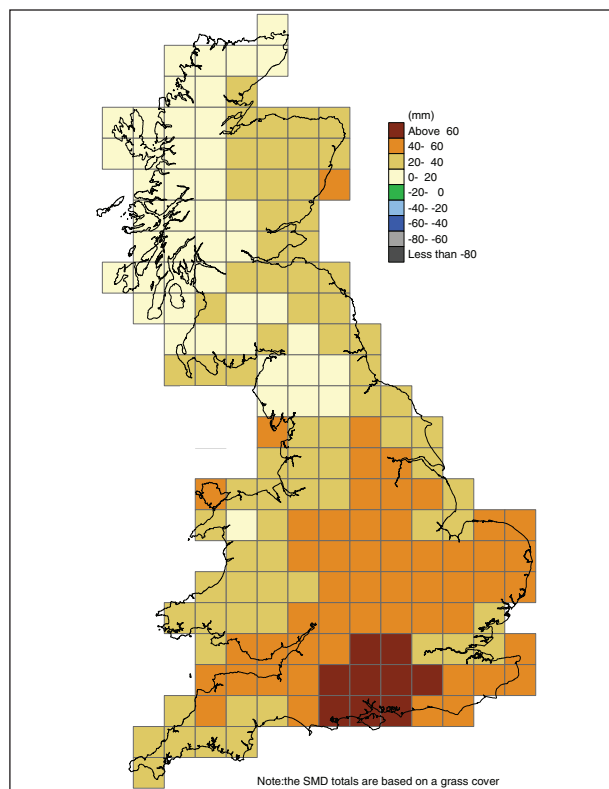 (mm)
Above 60
40- 60
20- 40
0- 20
-20- 0
-40- -20
-60- -40
-80- -60
Less than -80
Note:the SMD totals are based on a grass cover